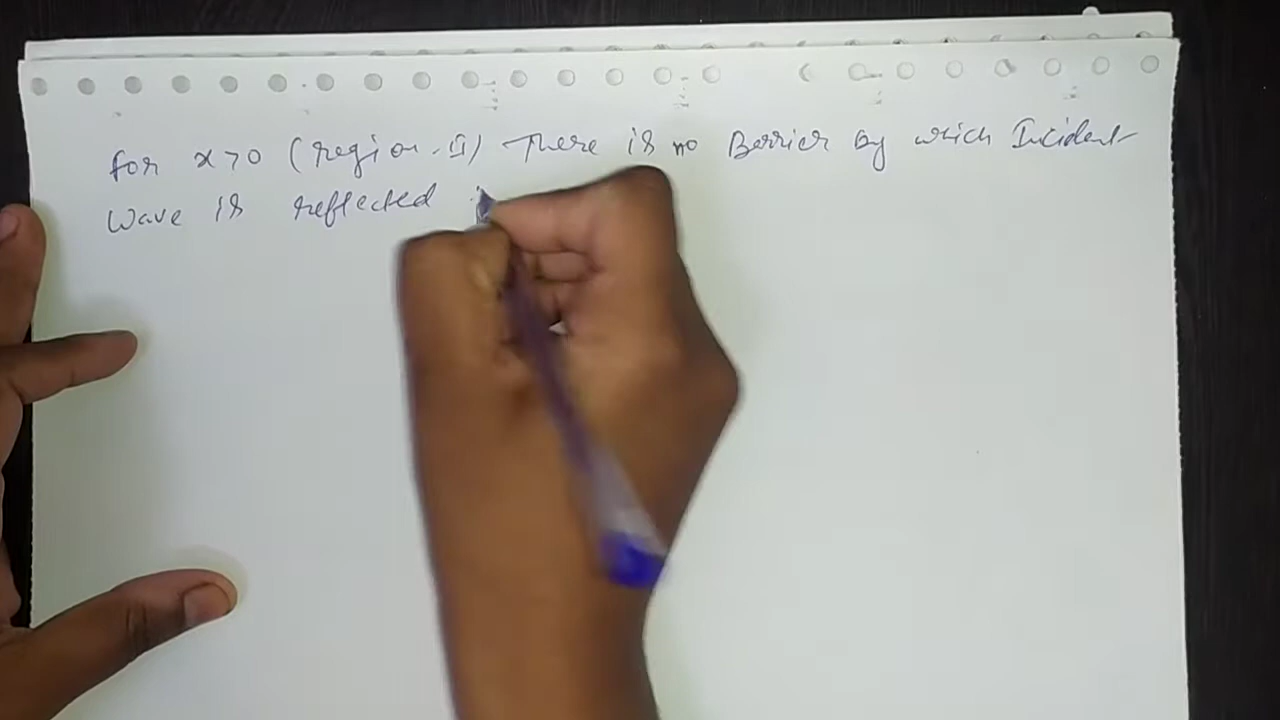 for x>0 (region-II) There is no Barrier by which Incident
Wave is reflected